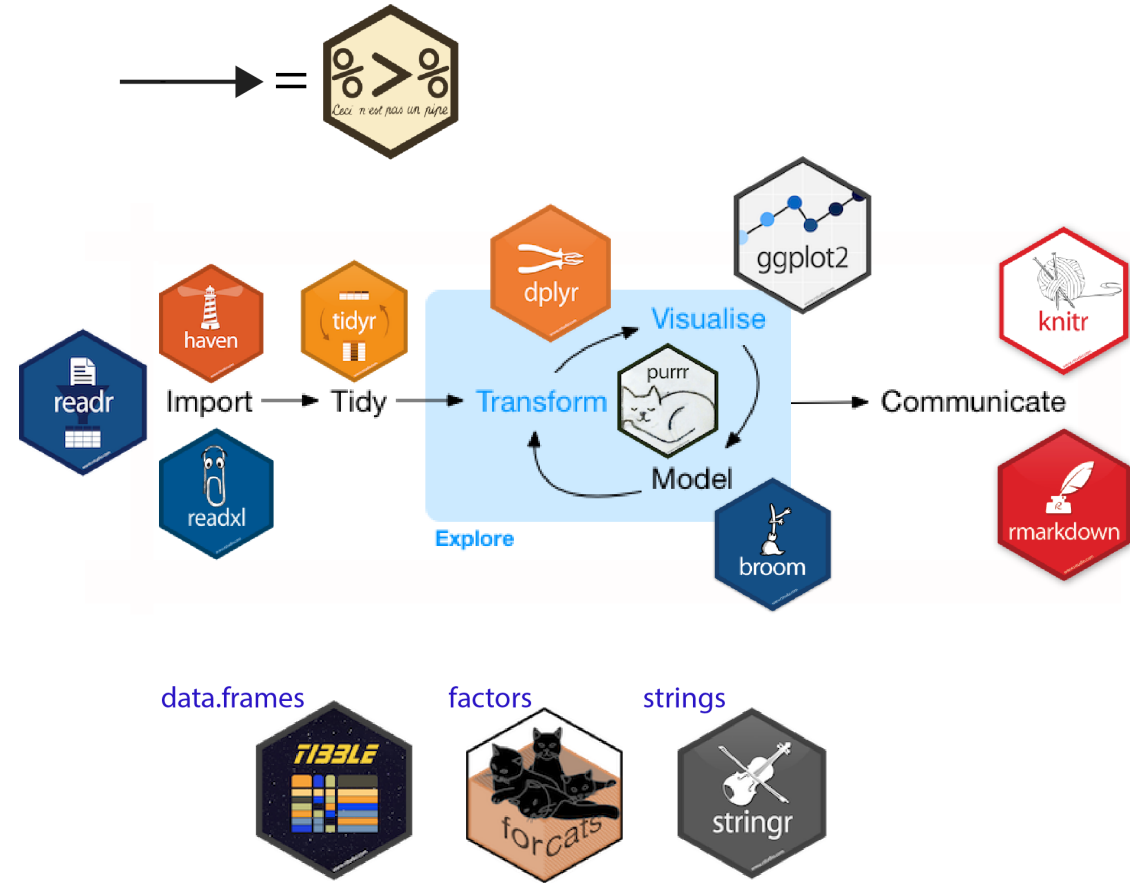 =
%>%
Ceci n'est pas un pipe
ggplot2
dplyr
knitr
tidyr
haven
Visualise
purrr
readr
Import
Tidy
Transform
Communicate
Model
readxl
rmarkdown
Explore
broom
data.frames
factors
strings
TIBBLE
forcats
stringr